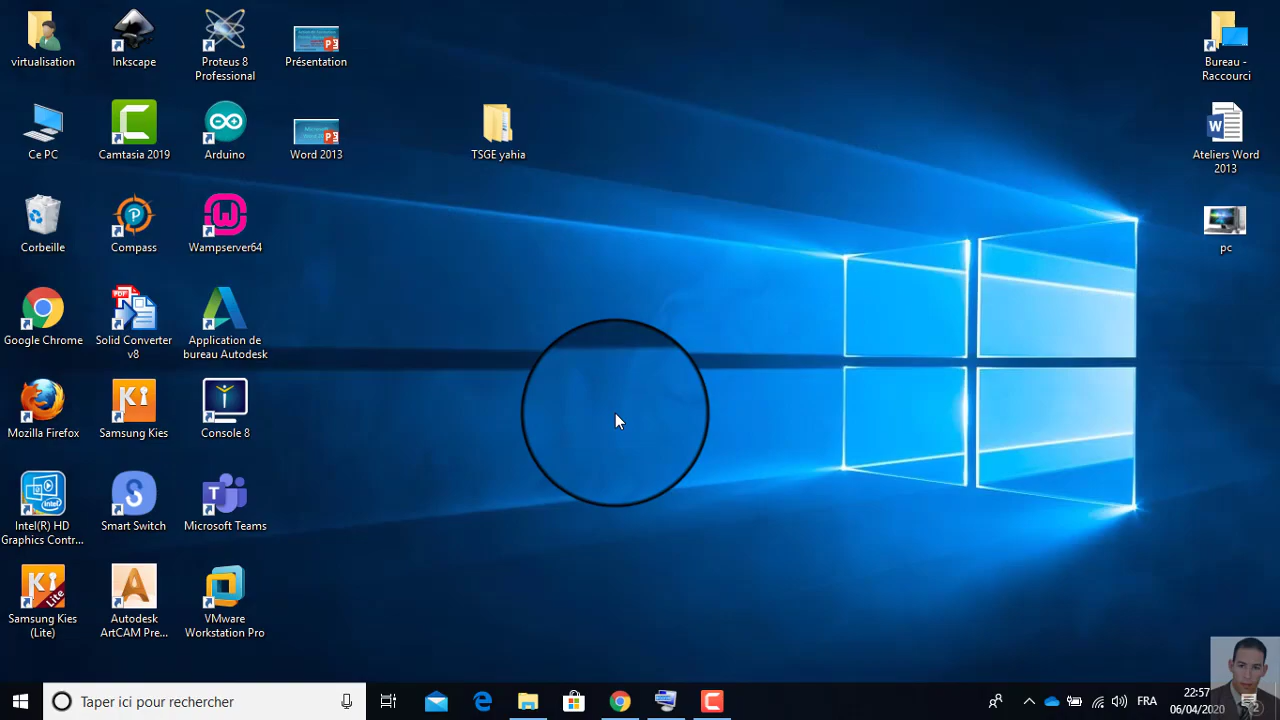 virtualisation
Inkscape
Proteus 8
Professional
Présentation
Bureau -
Raccourci
Ce PC
Camtasia 2019
Arduino
Word 2013
TSGE yahia
Ateliers Word
2013
Corbeille
Compass
Wampserver64
pc
Google Chrome
Solid Converter
v8
Application de
bureau Autodesk
Mozilla Firefox
Samsung Kies
Console 8
Intel(R) HD
Graphics Contr...
Smart Switch
Microsoft Teams
Samsung Kies
(Lite)
Autodesk
ArtCAM Pre...
VMware
Workstation Pro
Taper ici pour rechercher
FRA
22:57
06/04/2020